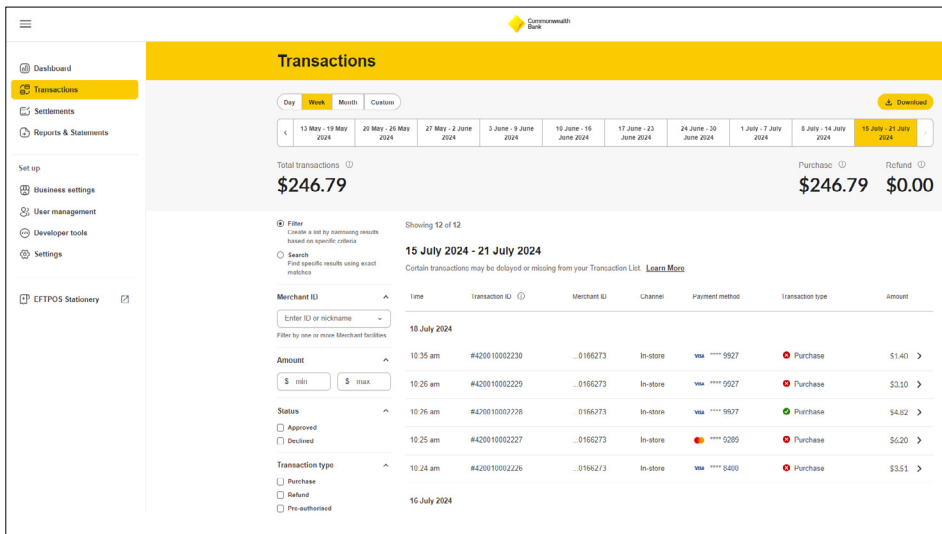 Commonwealth
Bank
Dashboard
Transactions
Settlements
Reports & Statements
Set up
Business settings
User management
Developer tools
Settings
EFTPOS Stationery
Transactions
Day Week Month Custom
Download
13 May - 19 May 2024
20 May - 26 May 2024
27 May - 2 June 2024
3 June - 9 June 2024
10 June - 16 June 2024
17 June - 23 June 2024
24 June - 30 June 2024
1 July - 7 July 2024
8 July - 14 July 2024
15 July - 21 July 2024
Total transactions
$246.79
Purchase
$246.79
Refund
$0.00
Filter
Create a list by narrowing results
based on specific criteria
Search
Find specific results using exact
matches
Merchant ID
Enter ID or nickname
Filter by one or more Merchant facilities
Amount
$ min $ max
Status
Approved
Declined
Transaction type
Purchase
Refund
Pre-authorised
Showing 12 of 12
15 July 2024 - 21 July 2024
Certain transactions may be delayed or missing from your Transaction List. Learn More
Time Transaction ID Merchant ID Channel Payment method Transaction type Amount
18 July 2024
10:35 am #420010002230 ...0166273 In-store VISA **** 9927 Purchase $1.40
10:26 am #420010002229 ...0166273 In-store VISA **** 9927 Purchase $3.10
10:26 am #420010002228 ...0166273 In-store VISA **** 9927 Purchase $4.82
10:25 am #420010002227 ...0166273 In-store **** 9289 Purchase $6.20
10:24 am #420010002226 ...0166273 In-store VISA **** 8400 Purchase $3.51
16 July 2024